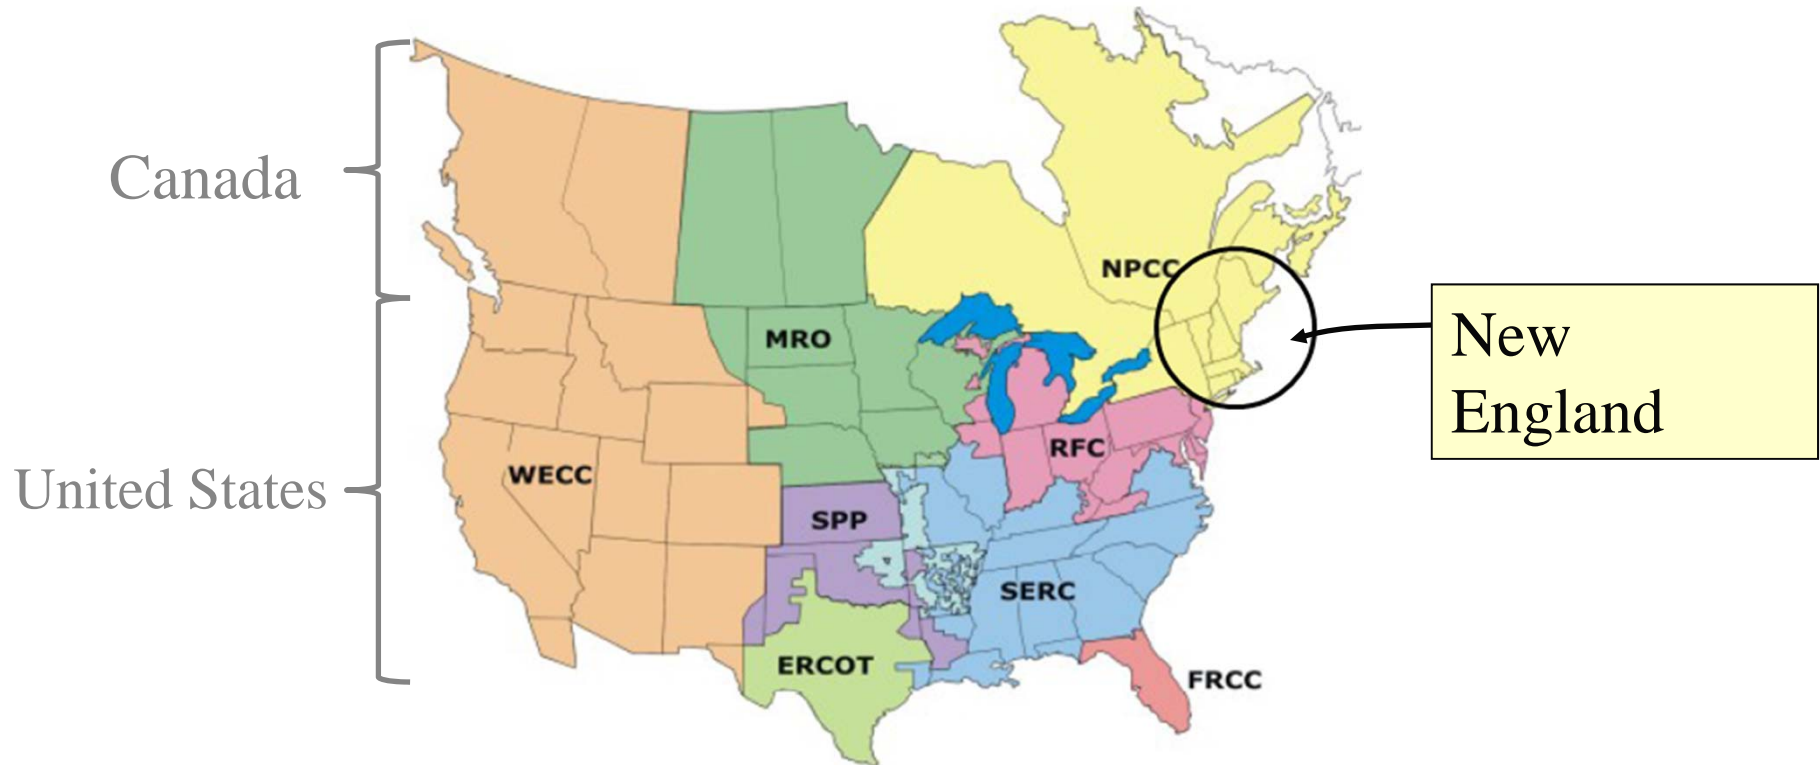 Canada
United States
NPCC
MRO
WECC
RFC
SPP
SERC
ERCOT
FRCC
New
England